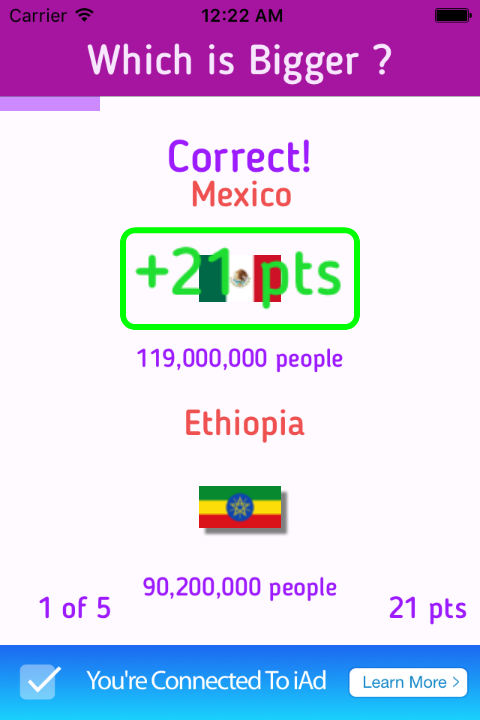 Carrier 12:22 AM
Which is Bigger ?
Correct!
Mexico
+21 pts
119,000,000 people
Ethiopia
90,200,000 people
1 of 5
21 pts
You're Connected To iAd
Learn More >